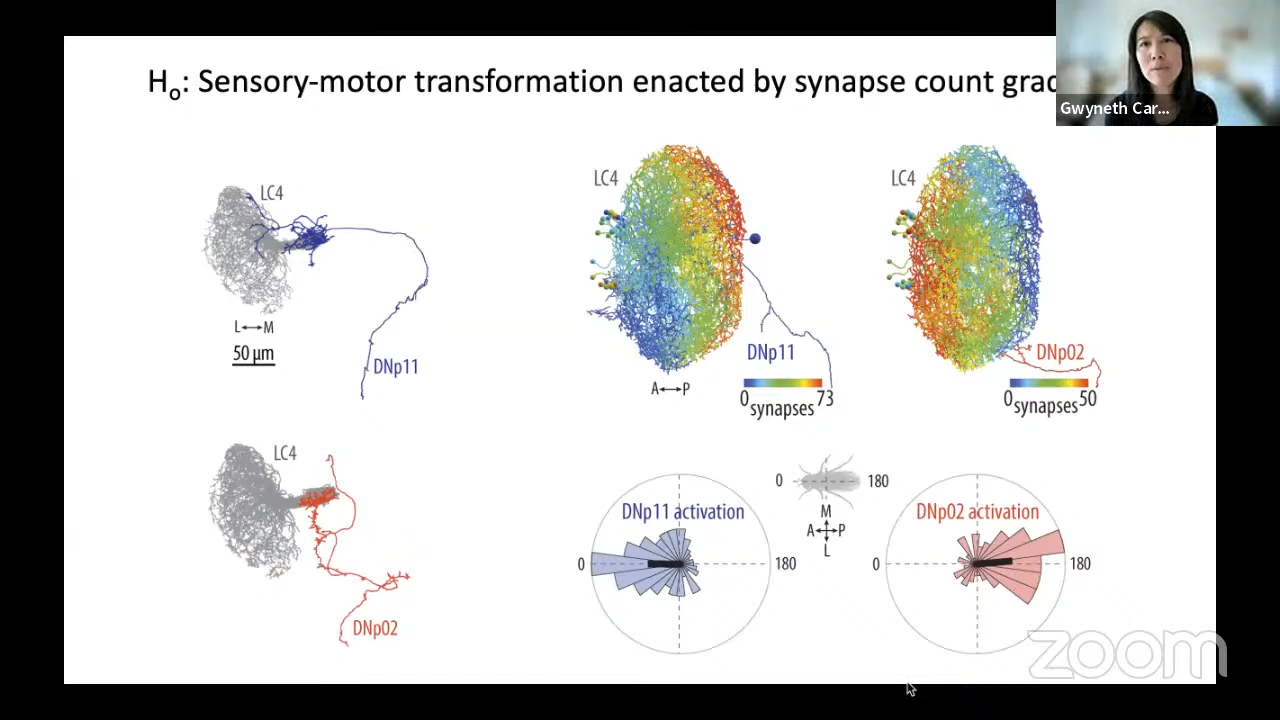 H₀: Sensory-motor transformation enacted by synapse count grad
Gwyneth Car...
LC4
L↔M
50 µm
DNp11
LC4
DNp11
A↔P
0 73
synapses
LC4
DNp02
0 50
synapses
LC4
DNp02
0 180
M
A P
L
DNp11 activation
0 180
DNp02 activation
0 180
zoom